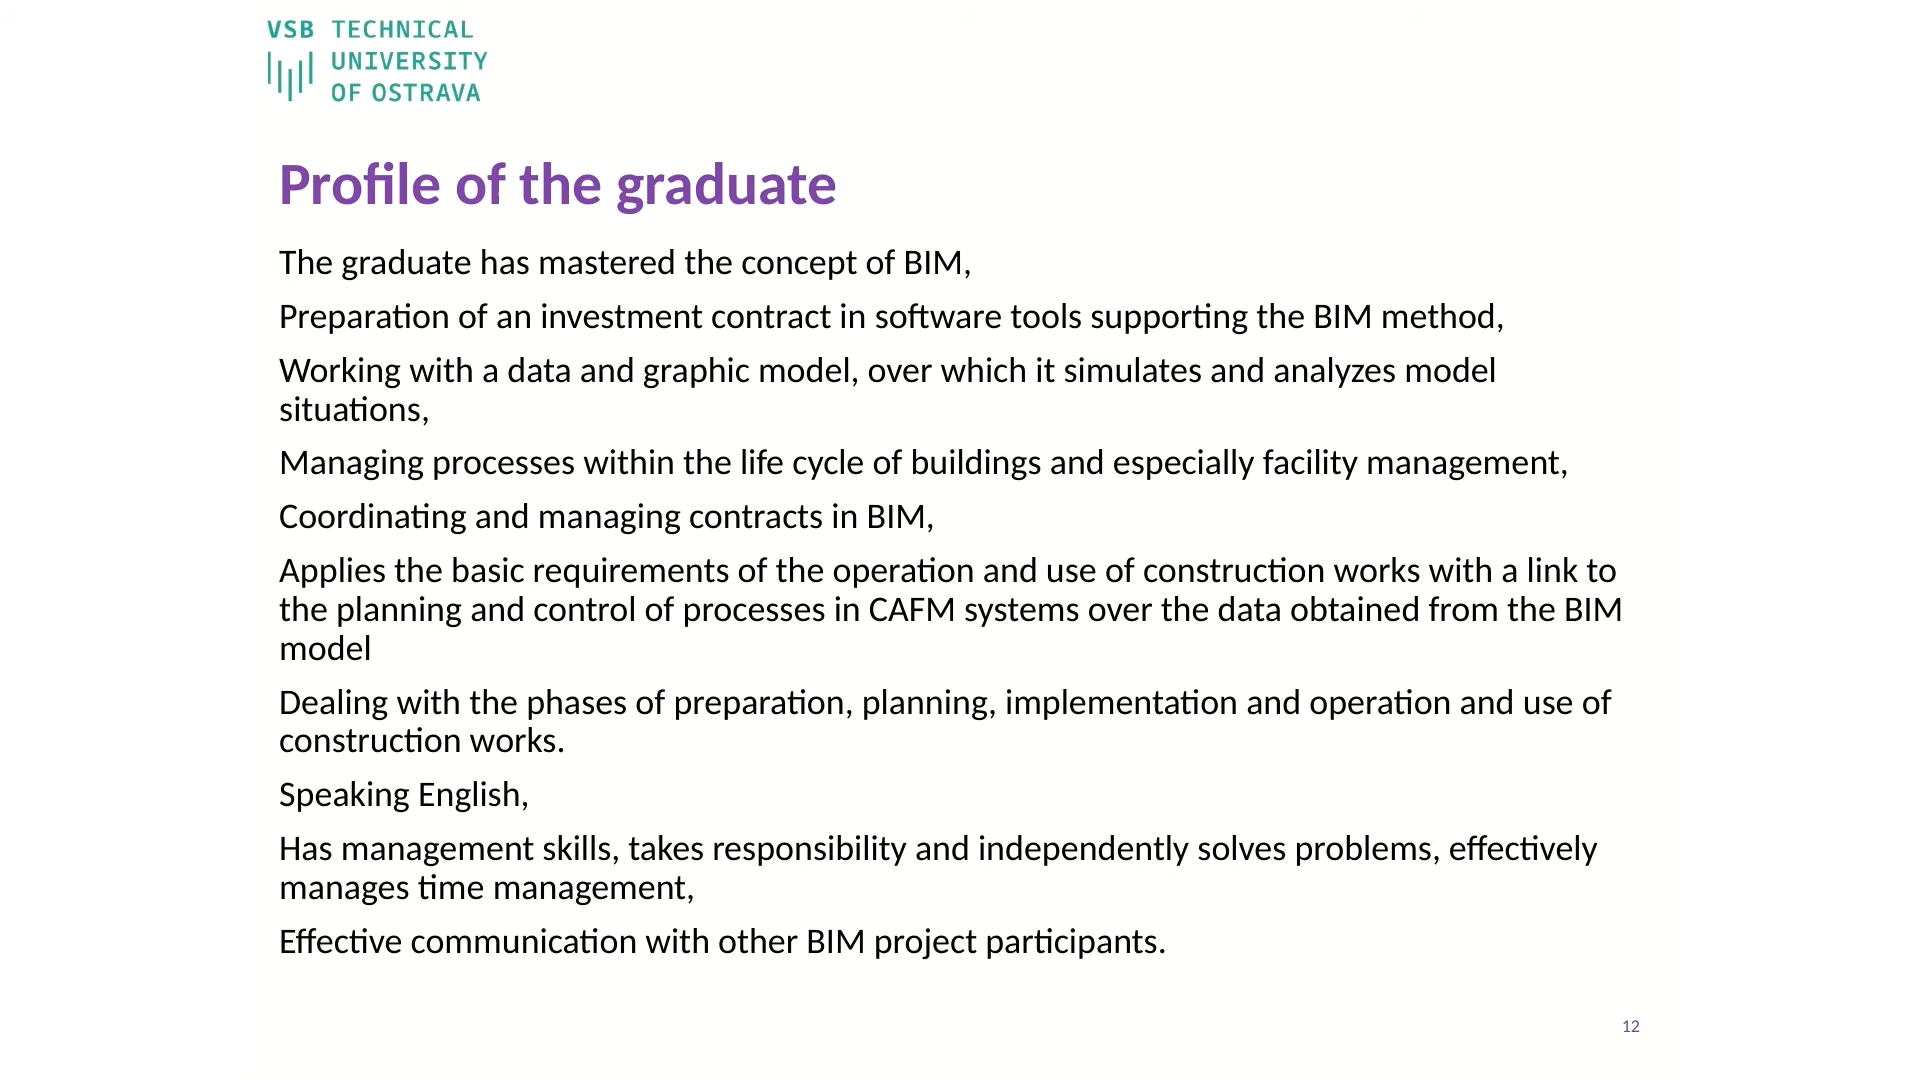 VSB TECHNICAL
UNIVERSITY
OF OSTRAVA
Profile of the graduate
The graduate has mastered the concept of BIM,
Preparation of an investment contract in software tools supporting the BIM method,
Working with a data and graphic model, over which it simulates and analyzes model
situations,
Managing processes within the life cycle of buildings and especially facility management,
Coordinating and managing contracts in BIM,
Applies the basic requirements of the operation and use of construction works with a link to
the planning and control of processes in CAFM systems over the data obtained from the BIM
model
Dealing with the phases of preparation, planning, implementation and operation and use of
construction works.
Speaking English,
Has management skills, takes responsibility and independently solves problems, effectively
manages time management,
Effective communication with other BIM project participants.
12